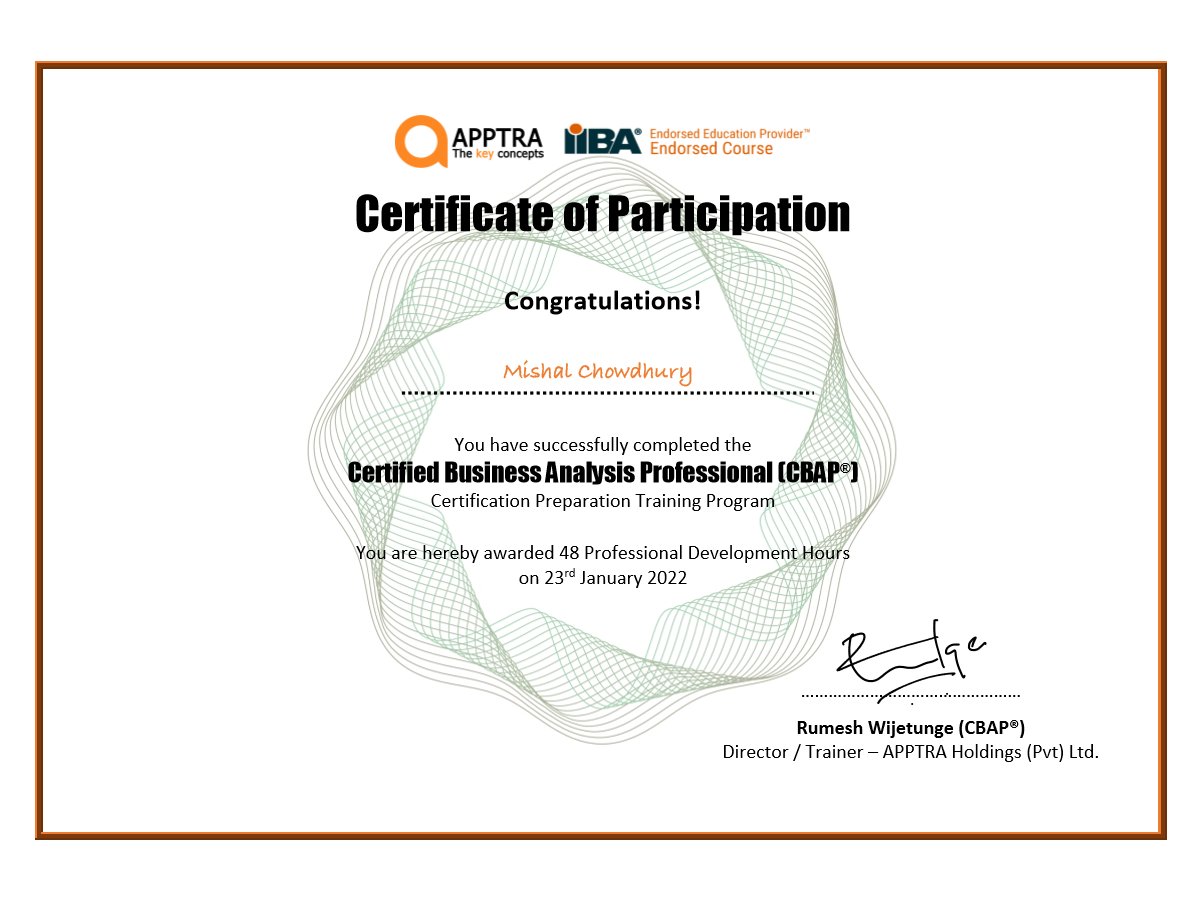 APPTRA
The key concepts
IIBA® Endorsed Education Provider™
Endorsed Course
Certificate of Participation
Congratulations!
Mishal Chowdhury
You have successfully completed the
Certified Business Analysis Professional (CBAP®)
Certification Preparation Training Program
You are hereby awarded 48 Professional Development Hours
on 23rd January 2022
Rumesh Wijetunge (CBAP®)
Director / Trainer – APPTRA Holdings (Pvt) Ltd.